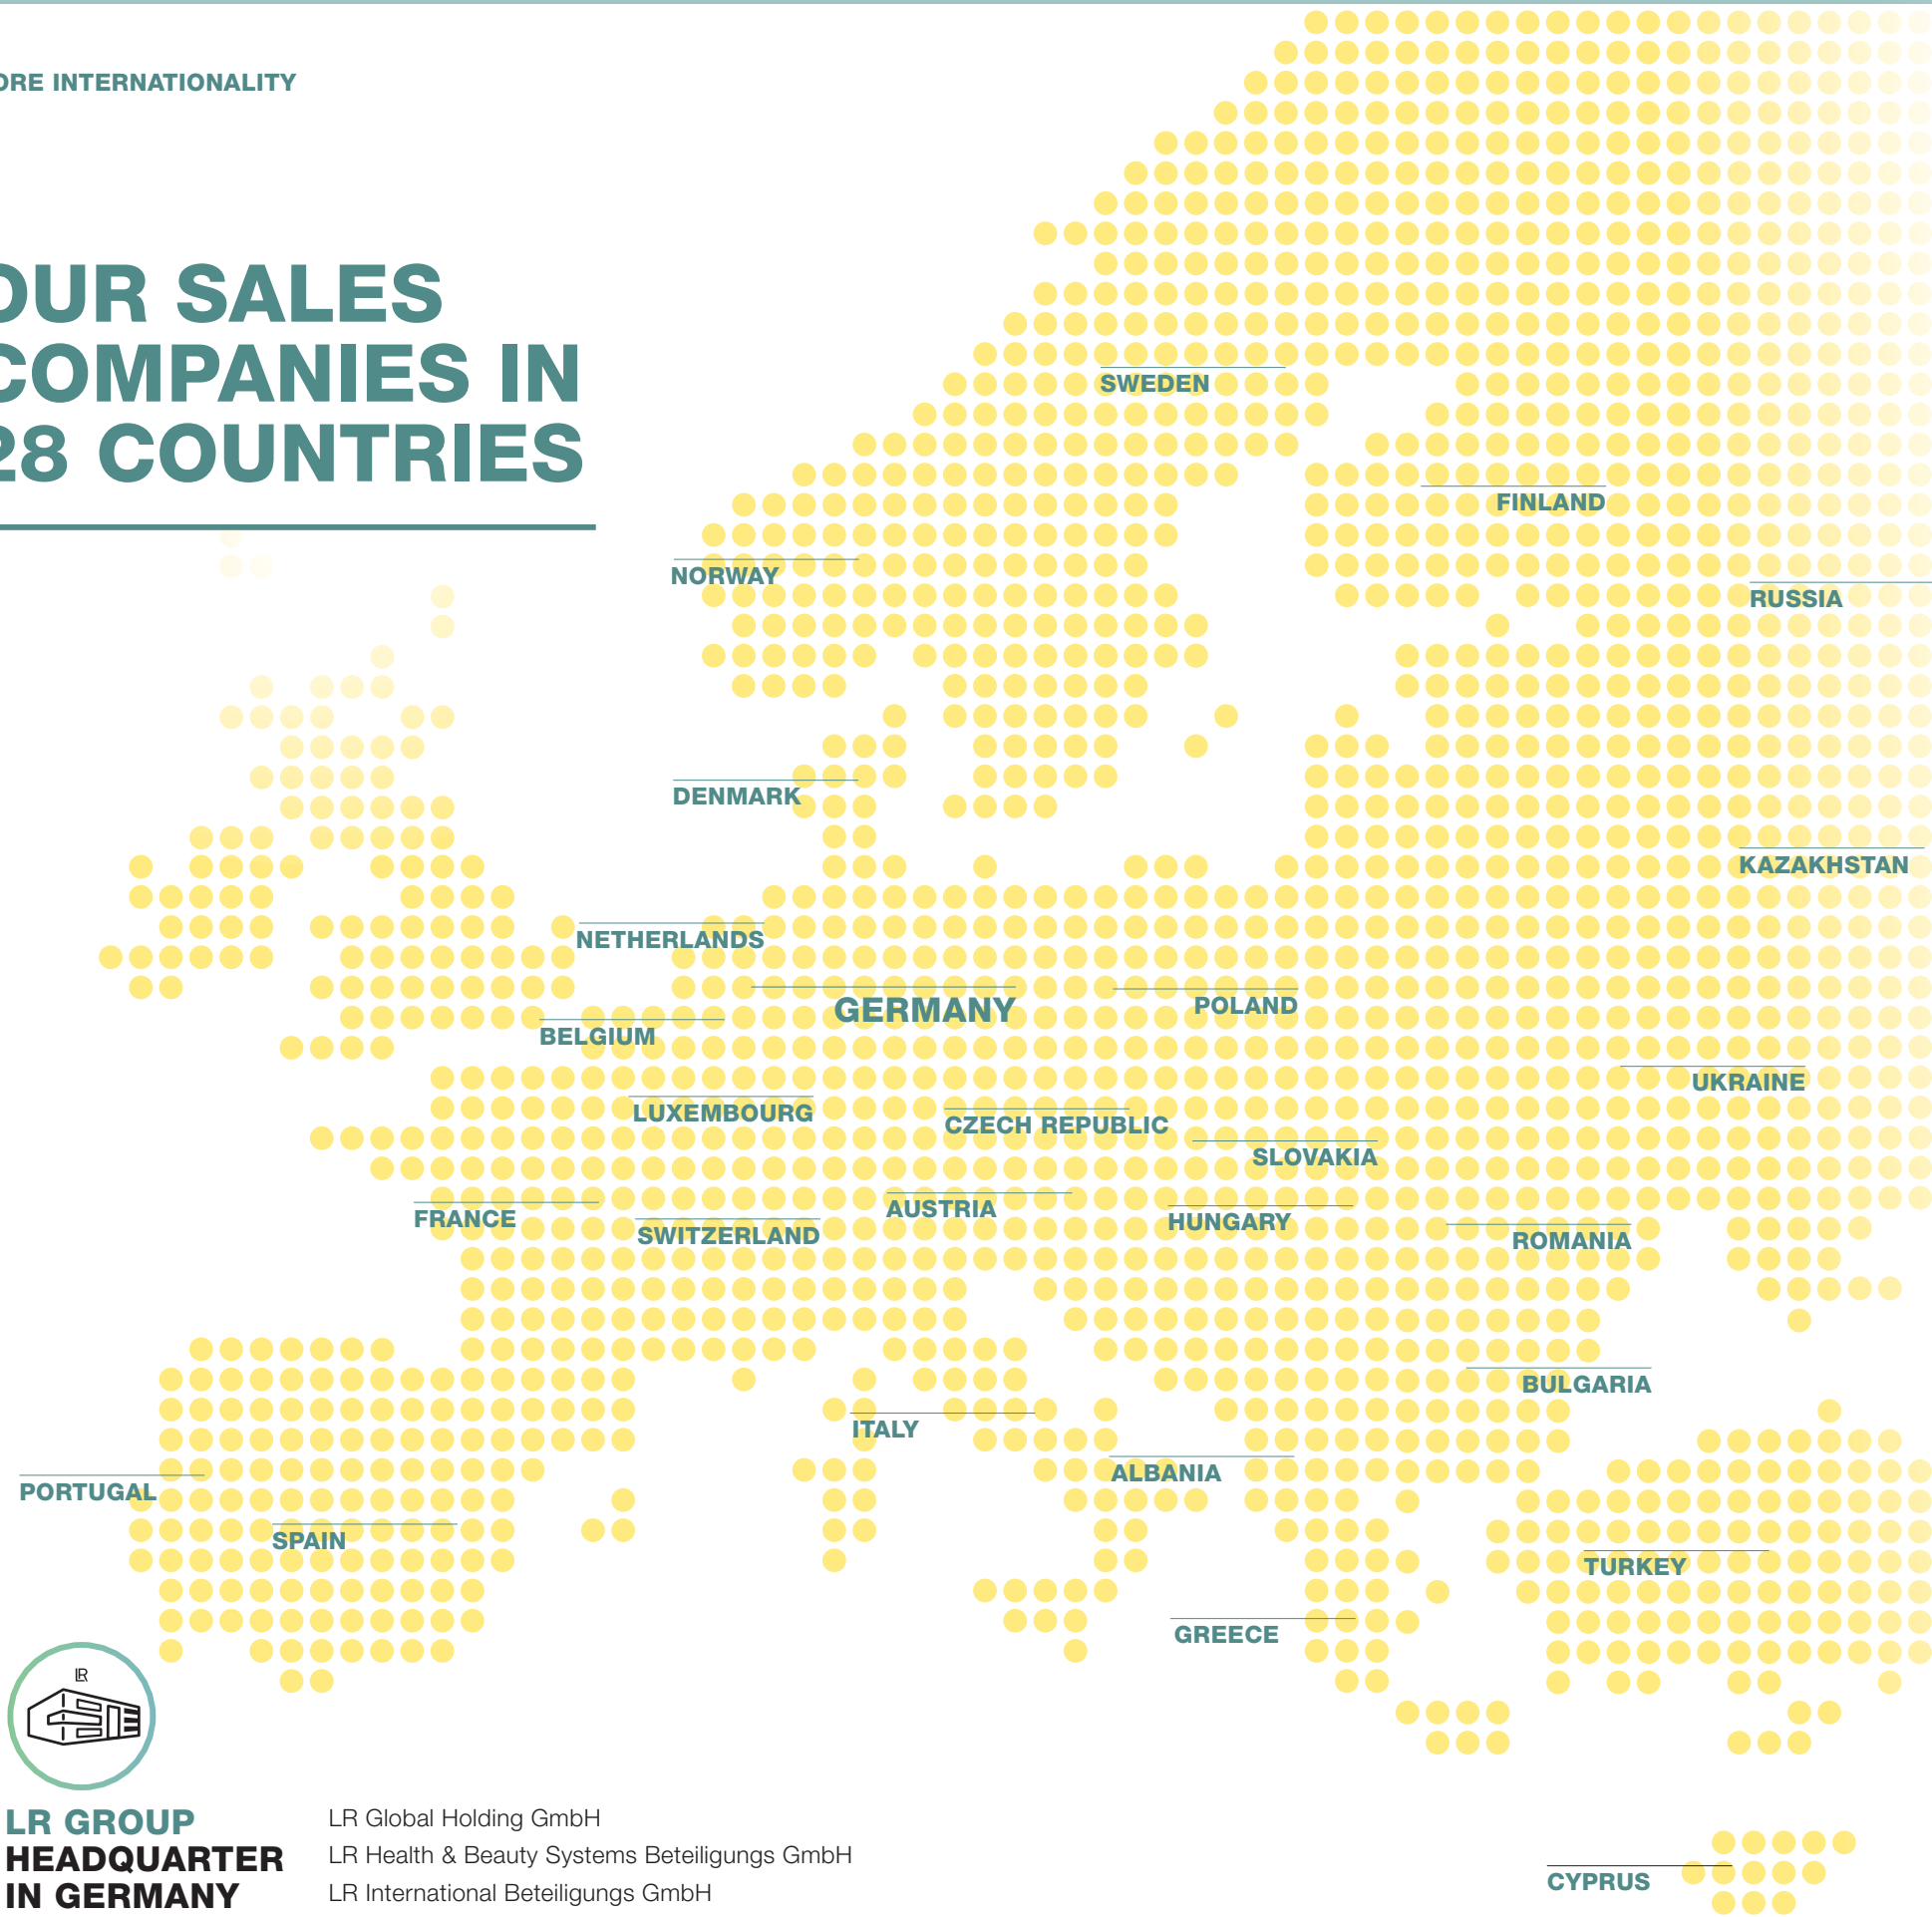 ORE INTERNATIONALITY
OUR SALES
COMPANIES IN
28 COUNTRIES
SWEDEN
FINLAND
NORWAY
RUSSIA
DENMARK
KAZAKHSTAN
NETHERLANDS
GERMANY
POLAND
BELGIUM
UKRAINE
LUXEMBOURG
CZECH REPUBLIC
SLOVAKIA
AUSTRIA
FRANCE
HUNGARY
SWITZERLAND
ROMANIA
BULGARIA
ITALY
ALBANIA
PORTUGAL
SPAIN
TURKEY
GREECE
LR
LR GROUP
HEADQUARTER
IN GERMANY
LR Global Holding GmbH
LR Health & Beauty Systems Beteiligungs GmbH
LR International Beteiligungs GmbH
CYPRUS